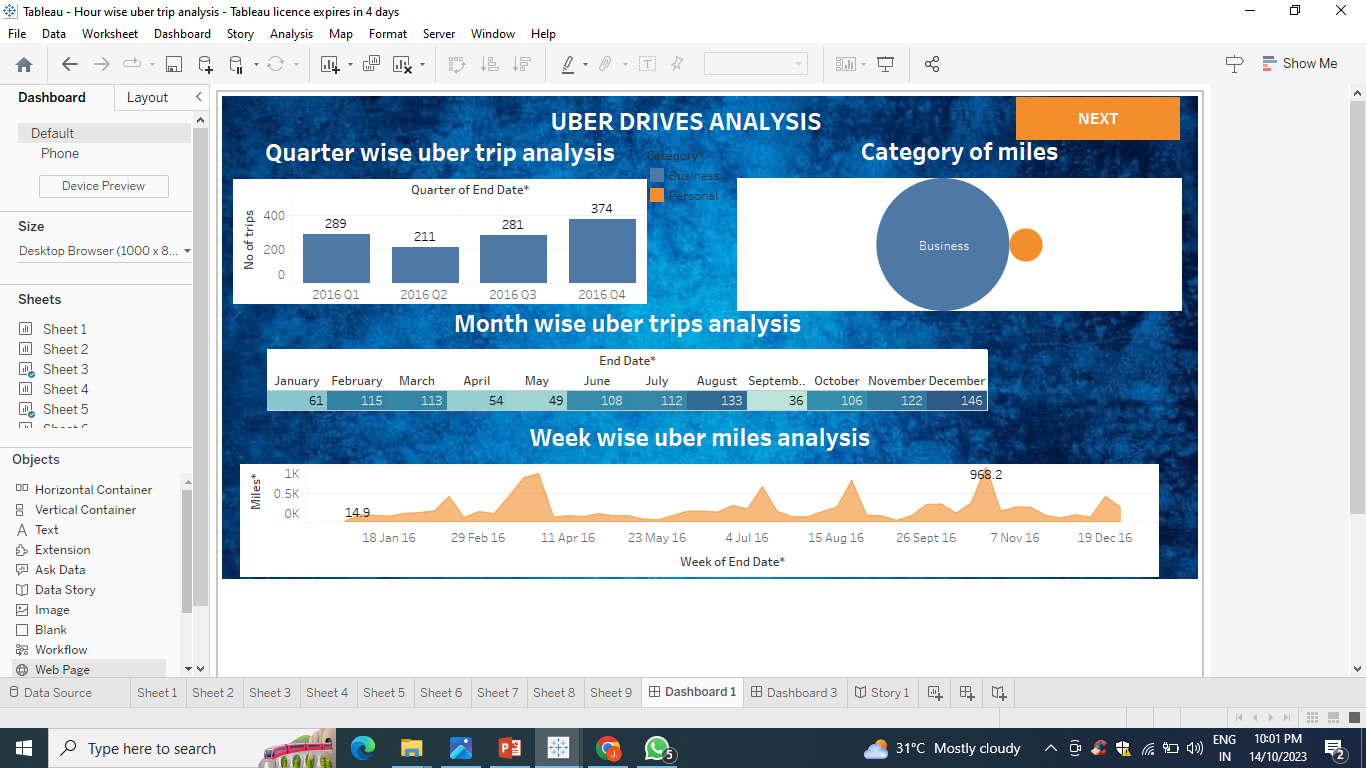 Tableau - Hour wise uber trip analysis - Tableau licence expires in 4 days
File Data Worksheet Dashboard Story Analysis Map Format Server Window Help
Show Me
Dashboard Layout
Default
Phone
Device Preview
Size
Desktop Browser (1000 x 8...
Sheets
Sheet 1
Sheet 2
Sheet 3
Sheet 4
Sheet 5
Objects
Horizontal Container
Vertical Container
Text
Extension
Ask Data
Data Story
Image
Blank
Workflow
Web Page
UBER DRIVES ANALYSIS
NEXT
Quarter wise uber trip analysis
Category*
Business
Personal
Category of miles
Quarter of End Date*
No of trips
400
200
0
289
211
281
374
2016 Q1 2016 Q2 2016 Q3 2016 Q4
Business
Month wise uber trips analysis
End Date*
January February March April May June July August Septemb.. October November December
61 115 113 54 49 108 112 133 36 106 122 146
Week wise uber miles analysis
Miles*
1K
0.5K
0K
14.9
968.2
18 Jan 16 29 Feb 16 11 Apr 16 23 May 16 4 Jul 16 15 Aug 16 26 Sept 16 7 Nov 16 19 Dec 16
Week of End Date*
Data Source Sheet 1 Sheet 2 Sheet 3 Sheet 4 Sheet 5 Sheet 6 Sheet 7 Sheet 8 Sheet 9 Dashboard 1 Dashboard 3 Story 1
Type here to search
5
31°C Mostly cloudy
ENG
IN
10:01 PM
14/10/2023
2